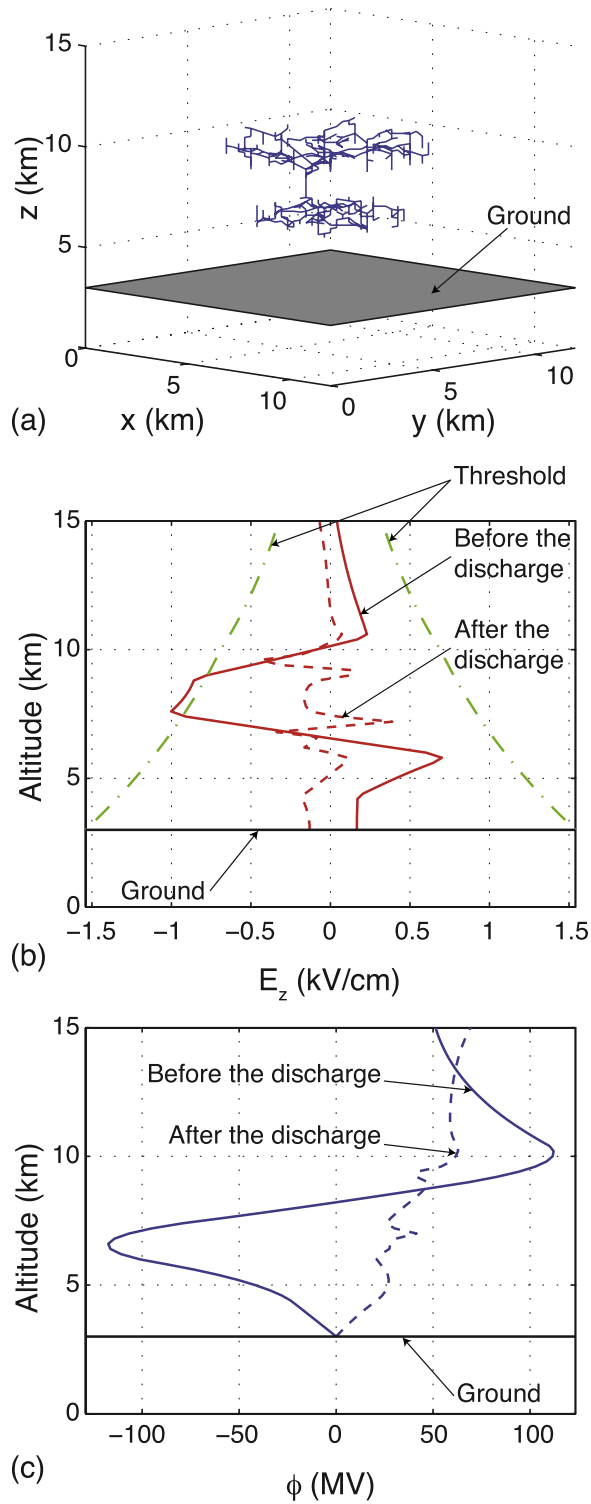 15
10
5
0
z (km)
Ground
5
10
x (km)
0
5
10
y (km)
(a)
Threshold
Before the
discharge
After the
discharge
15
10
5
0
Altitude (km)
Ground
−1.5
−1
−0.5
0
0.5
1
1.5
E_z (kV/cm)
(b)
Before the discharge
After the discharge
15
10
5
0
Altitude (km)
Ground
−100
−50
0
50
100
ϕ (MV)
(c)